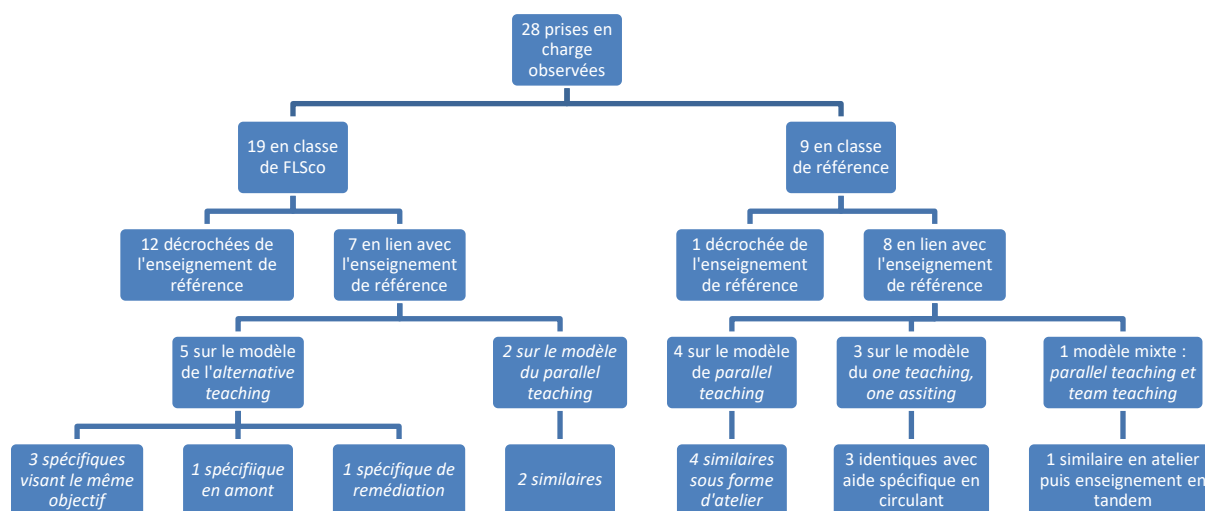 28 prises en
charge
observées
19 en classe
de FLSco
9 en classe
de référence
12 décrochées de
l'enseignement de
référence
7 en lien avec
l'enseignement
de référence
1 décrochée de
l'enseignement
de référence
8 en lien avec
l'enseignement
de référence
5 sur le modèle
de l'alternative
teaching
2 sur le modèle
du parallel
teaching
4 sur le modèle
de parallel
teaching
3 sur le modèle
du one teaching,
one assiting
1 modèle mixte :
parallel teaching et
team teaching
3 spécifiques
visant le même
objectif
1 spécifiique
en amont
1 spécifique de
remédiation
2 similaires
4 similaires
sous forme
d'atelier
3 identiques avec
aide spécifique en
circulant
1 similaire en atelier
puis enseignement en
tandem